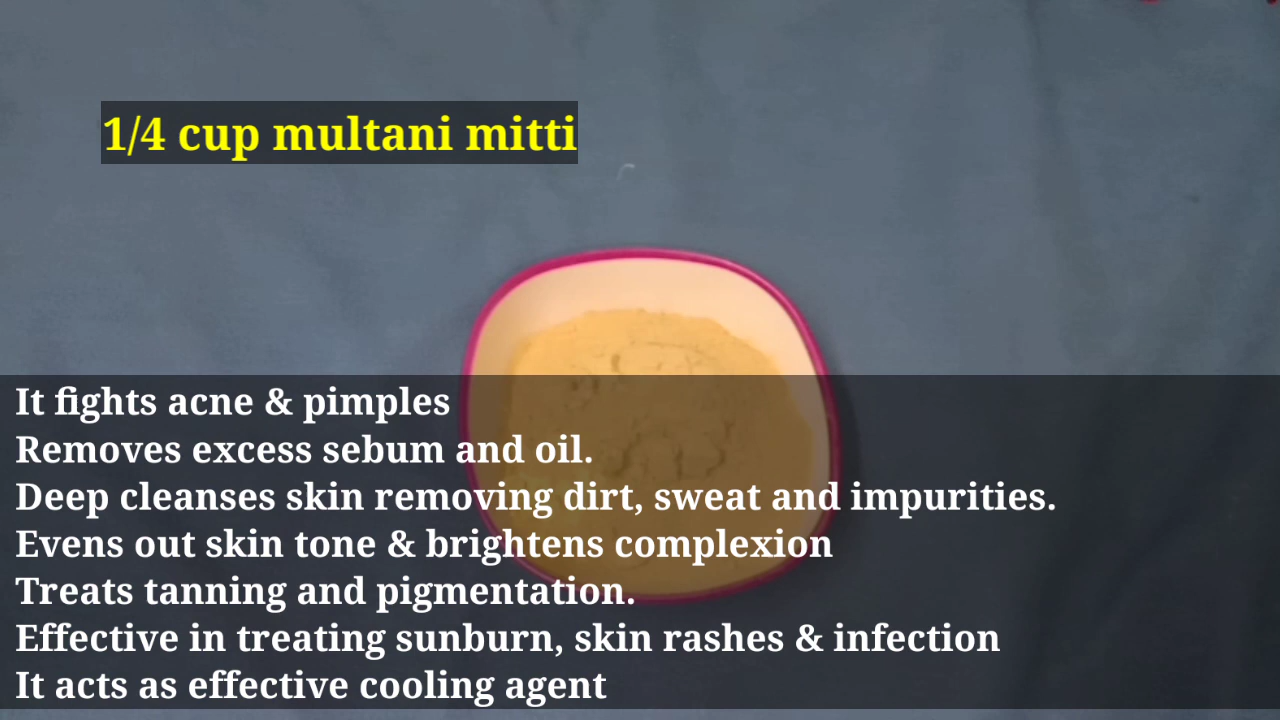 1/4 cup multani mitti
It fights acne & pimples
Removes excess sebum and oil.
Deep cleanses skin removing dirt, sweat and impurities.
Evens out skin tone & brightens complexion
Treats tanning and pigmentation.
Effective in treating sunburn, skin rashes & infection
It acts as effective cooling agent